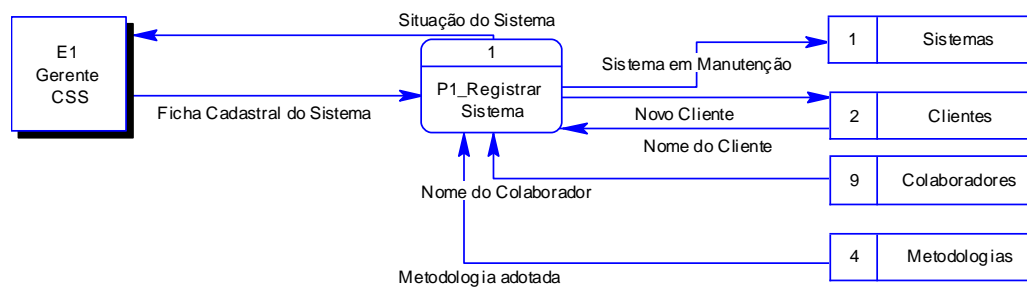 Situação do Sistema
E1
Gerente
CSS
1
P1_Registrar
Sistema
Ficha Cadastral do Sistema
Sistema em Manutenção
1
Sistemas
Novo Cliente
2
Clientes
Nome do Cliente
Nome do Colaborador
9
Colaboradores
4
Metodologias
Metodologia adotada